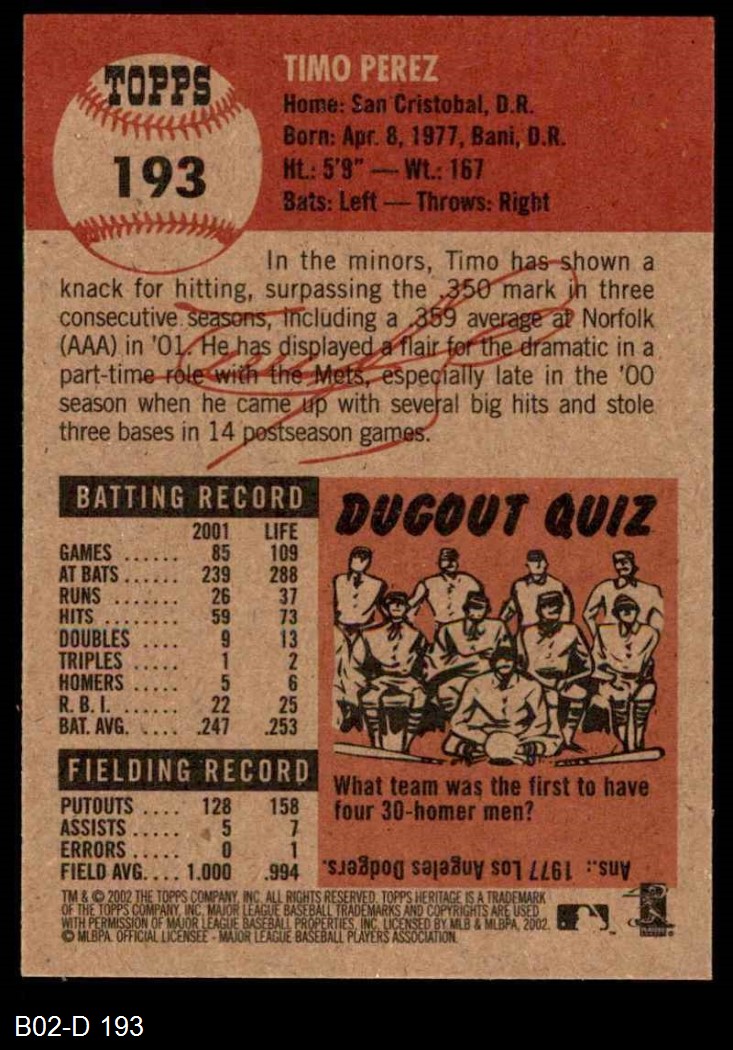 TOPPS
193
TIMO PEREZ
Home: San Cristobal, D.R.
Born: Apr. 8, 1977, Bani, D.R.
Ht.: 5'9" — Wt.: 167
Bats: Left — Throws: Right
In the minors, Timo has shown a
knack for hitting, surpassing the .350 mark in three
consecutive seasons, including a .359 average at Norfolk
(AAA) in '01. He has displayed a flair for the dramatic in a
part-time role with the Mets, especially late in the '00
season when he came up with several big hits and stole
three bases in 14 postseason games.
BATTING RECORD
2001 LIFE
GAMES ...... 85 109
AT BATS ..... 239 288
RUNS ....... 26 37
HITS ........ 59 73
DOUBLES .... 9 13
TRIPLES ..... 1 2
HOMERS ..... 5 6
R. B. I. ...... 22 25
BAT. AVG. .... .247 .253
FIELDING RECORD
PUTOUTS .... 128 158
ASSISTS ..... 5 7
ERRORS ..... 0 1
FIELD AVG. ... 1.000 .994
DUGOUT QUIZ
What team was the first to have
four 30-homer men?
Ans.: 1977 Los Angeles Dodgers.
TM & © 2002 THE TOPPS COMPANY, INC. ALL RIGHTS RESERVED. TOPPS HERITAGE IS A TRADEMARK
OF THE TOPPS COMPANY, INC. MAJOR LEAGUE BASEBALL TRADEMARKS AND COPYRIGHTS ARE USED
WITH PERMISSION OF MAJOR LEAGUE BASEBALL PROPERTIES, INC. LICENSED BY MLB & MLBPA, 2002.
© MLBPA. OFFICIAL LICENSEE - MAJOR LEAGUE BASEBALL PLAYERS ASSOCIATION.
B02-D 193